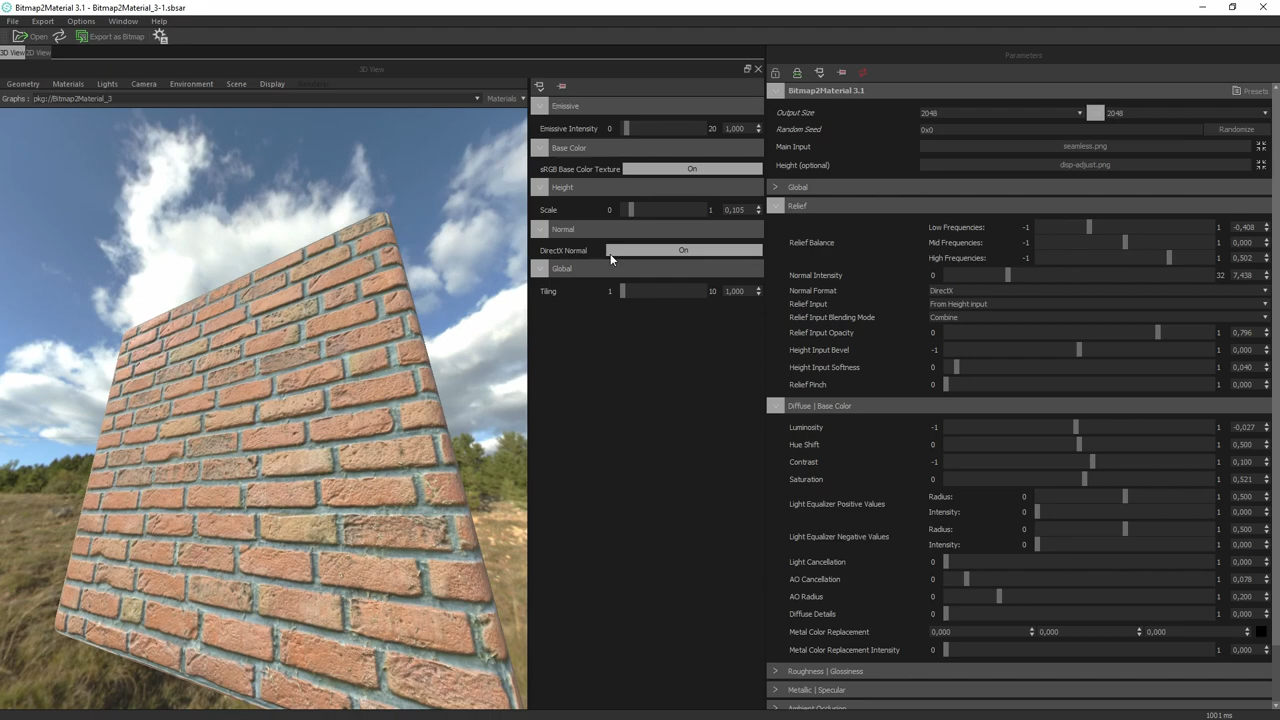 Bitmap2Material 3.1 - Bitmap2Material_3-1.sbsar
File Export Options Window Help
Open Export as Bitmap
3D View 2D View
3D View
Parameters
Geometry Materials Lights Camera Environment Scene Display
Graphs : pkg://Bitmap2Material_3 Materials
Emissive
Emissive Intensity 0 20 1,000
Base Color
sRGB Base Color Texture On
Height
Scale 0 1 0,105
Normal
DirectX Normal On
Global
Tiling 1 10 1,000
Bitmap2Material 3.1 Presets
Output Size 2048 2048
Random Seed 0x0 Randomize
Main Input seamless.png
Height (optional) disp-adjust.png
Global
Relief
Relief Balance
Low Frequencies: -1 1 -0,408
Mid Frequencies: -1 1 0,000
High Frequencies: -1 1 0,502
Normal Intensity 0 32 7,438
Normal Format DirectX
Relief Input From Height input
Relief Input Blending Mode Combine
Relief Input Opacity 0 1 0,796
Height Input Bevel -1 1 0,000
Height Input Softness 0 1 0,040
Relief Pinch 0 1 0,000
Diffuse | Base Color
Luminosity -1 1 -0,027
Hue Shift 0 1 0,500
Contrast -1 1 0,100
Saturation 0 1 0,521
Light Equalizer Positive Values
Radius: 0 1 0,500
Intensity: 0 1 0,000
Light Equalizer Negative Values
Radius: 0 1 0,500
Intensity: 0 1 0,000
Light Cancellation 0 1 0,000
AO Cancellation 0 1 0,078
AO Radius 0 1 0,200
Diffuse Details 0 1 0,000
Metal Color Replacement 0,000 0,000 0,000
Metal Color Replacement Intensity 0 1 0,000
Roughness | Glossiness
Metallic | Specular
Ambient Occlusion
1001 ms